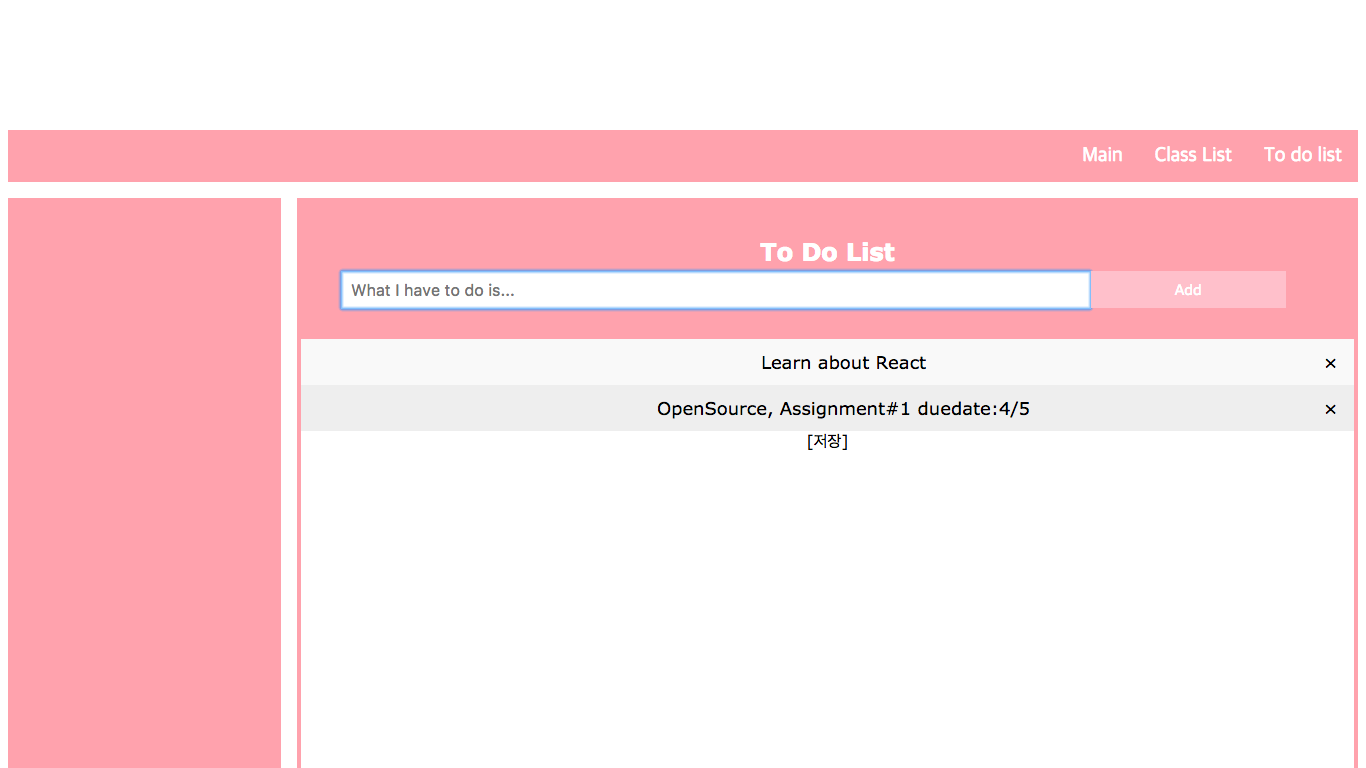 Main Class List To do list
To Do List
What I have to do is... Add
Learn about React ×
OpenSource, Assignment#1 duedate:4/5 ×
[저장]